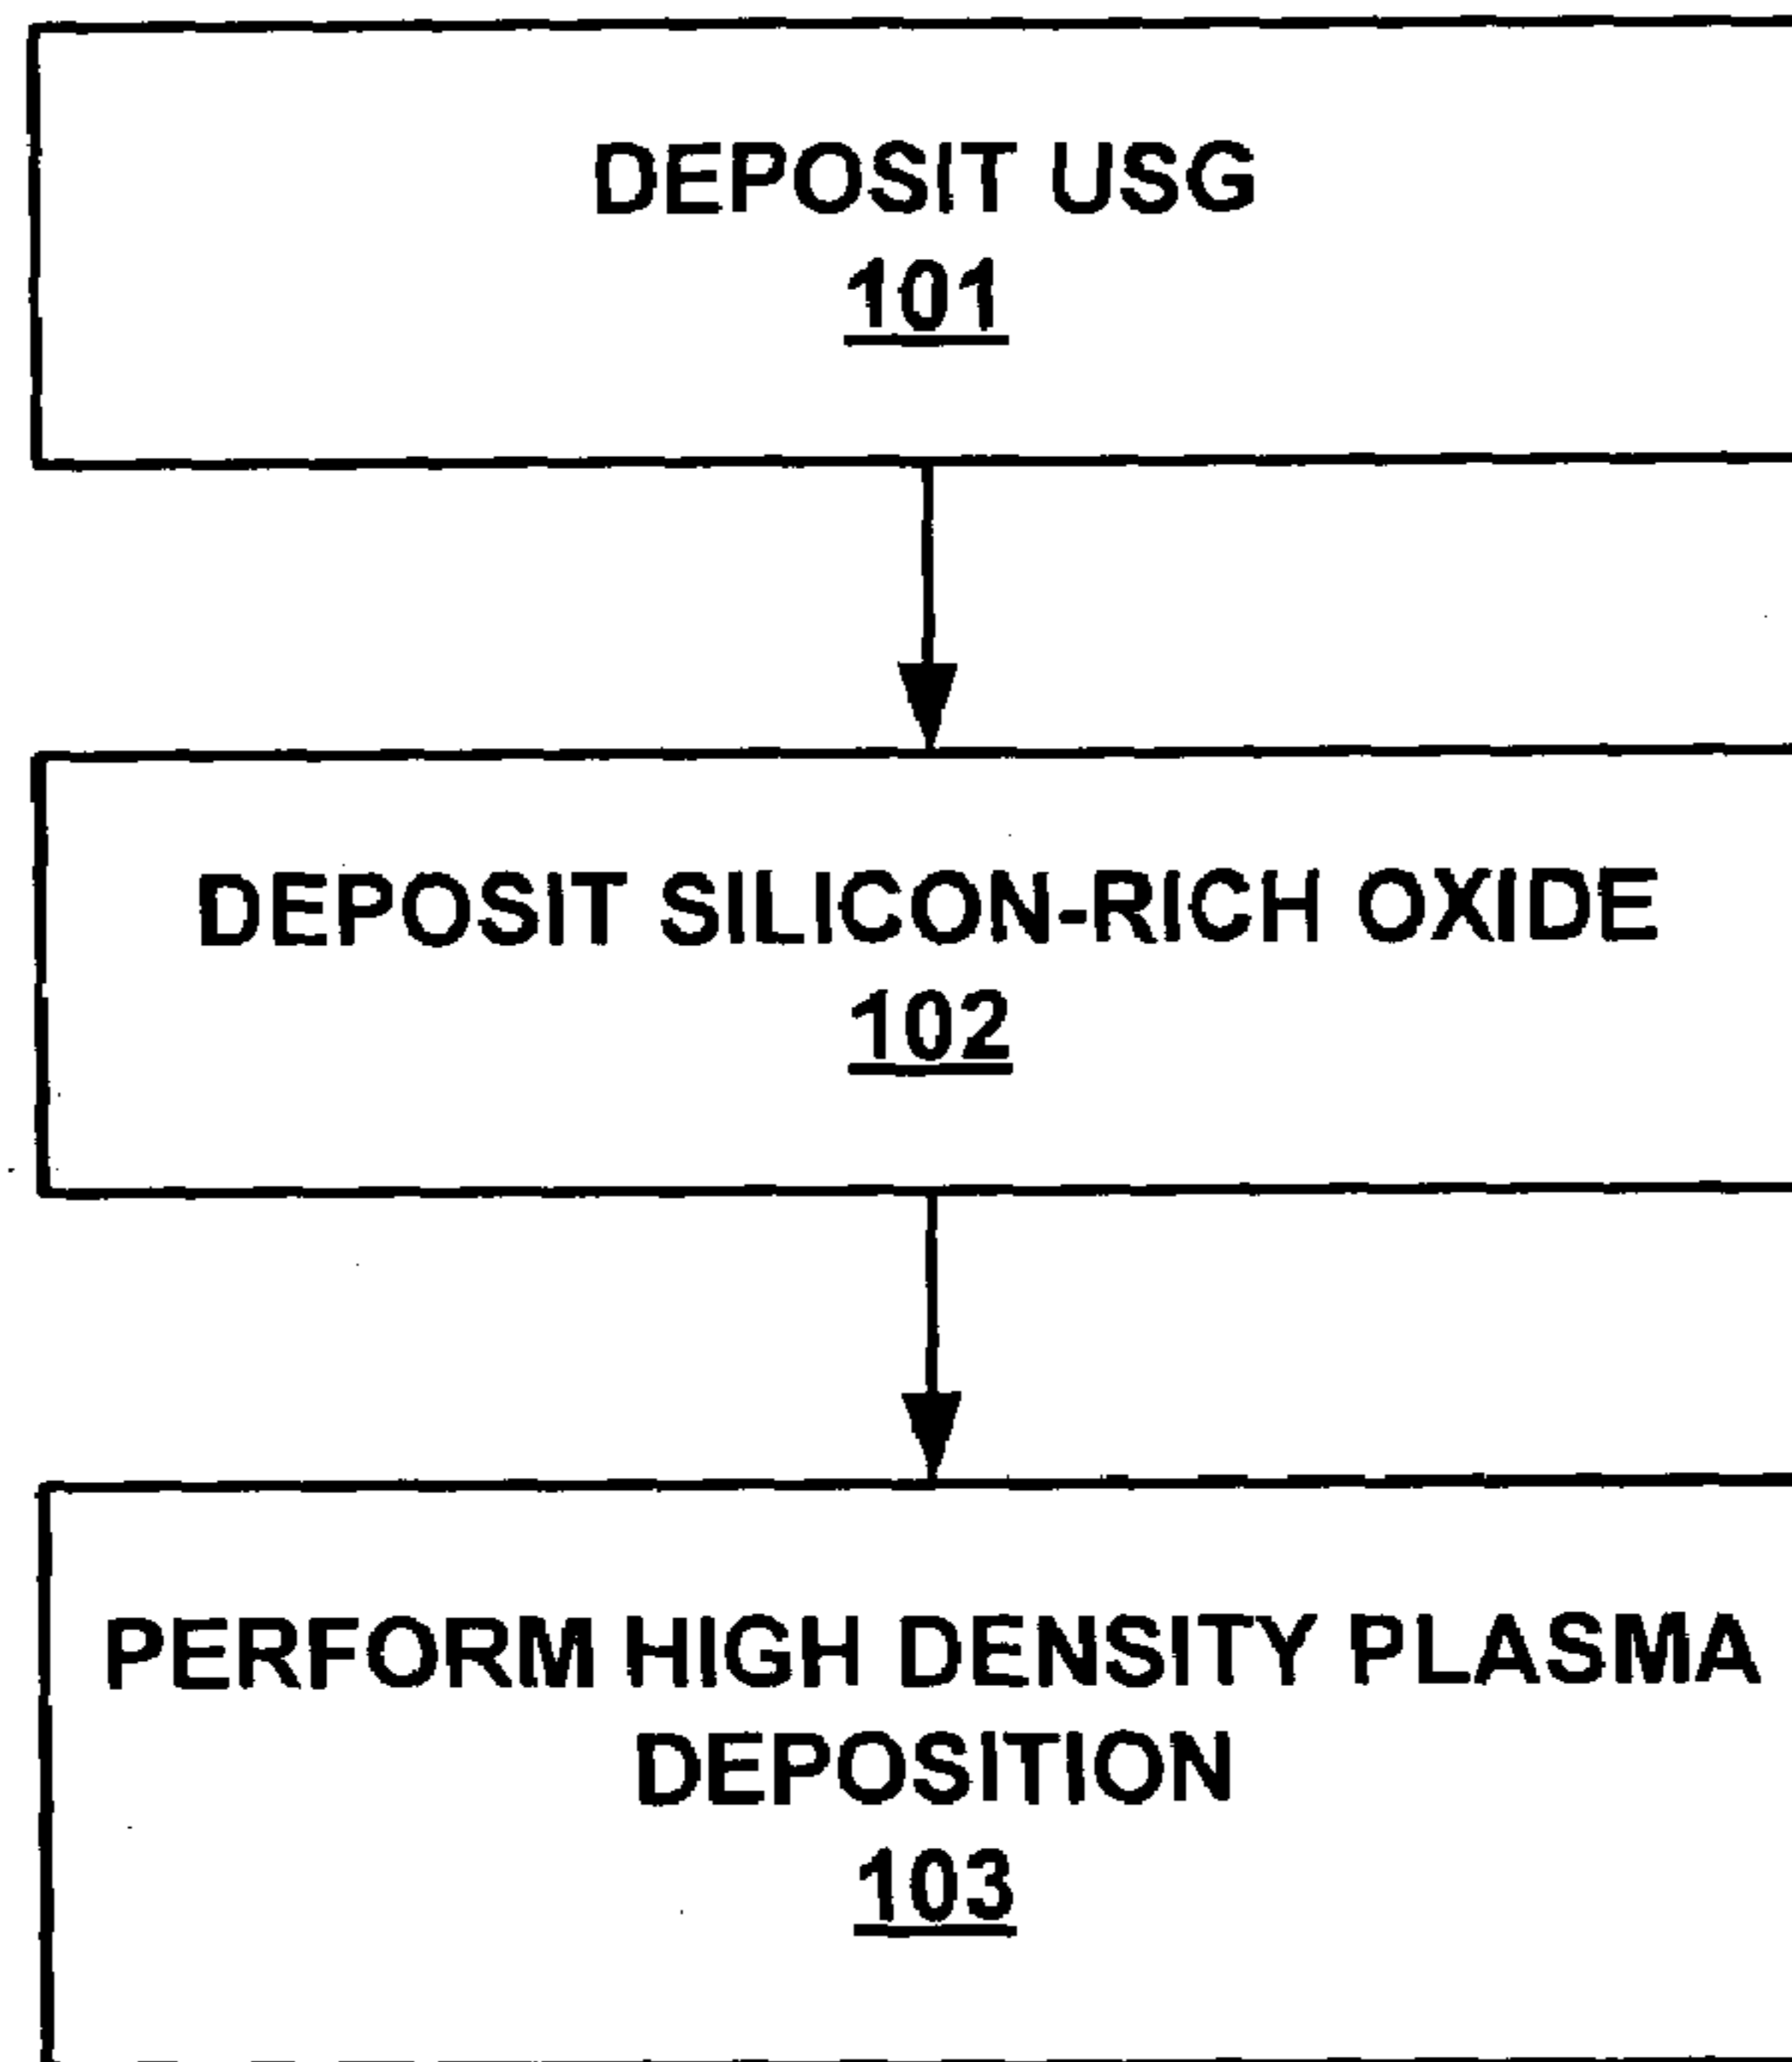 DEPOSIT USG
101
DEPOSIT SILICON-RICH OXIDE
102
PERFORM HIGH DENSITY PLASMA
DEPOSITION
103